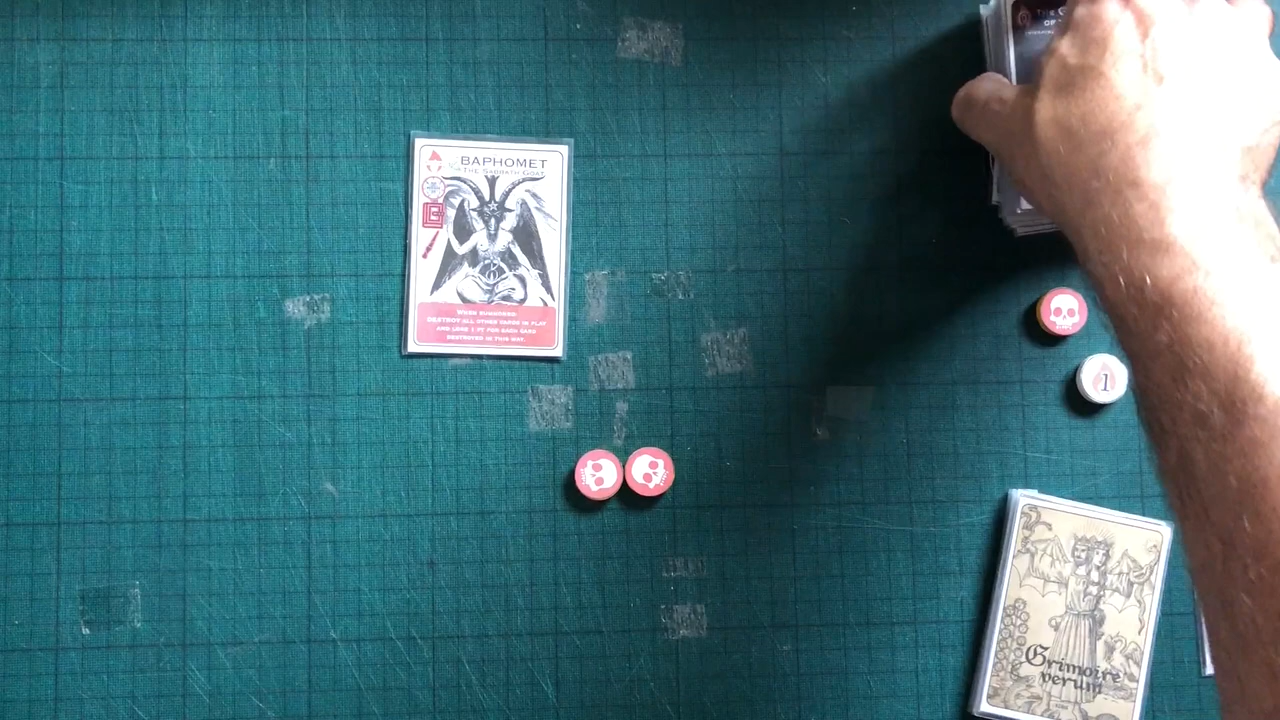 BAPHOMET
THE SABBATH GOAT
WHEN SUMMONED:
DESTROY ALL OTHER CARDS IN PLAY
AND LOSE 1 PT FOR EACH CARD
DESTROYED IN THIS WAY.
THE
1
Grimoire
verum